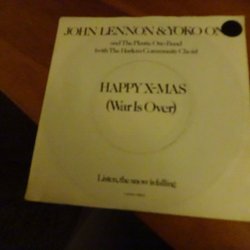 JOHN LENNON & YOKO ON
and The Plastic Ono Band
(with The Harlem Community Choir)
HAPPY X-MAS
(War Is Over)
Listen, the snow is falling